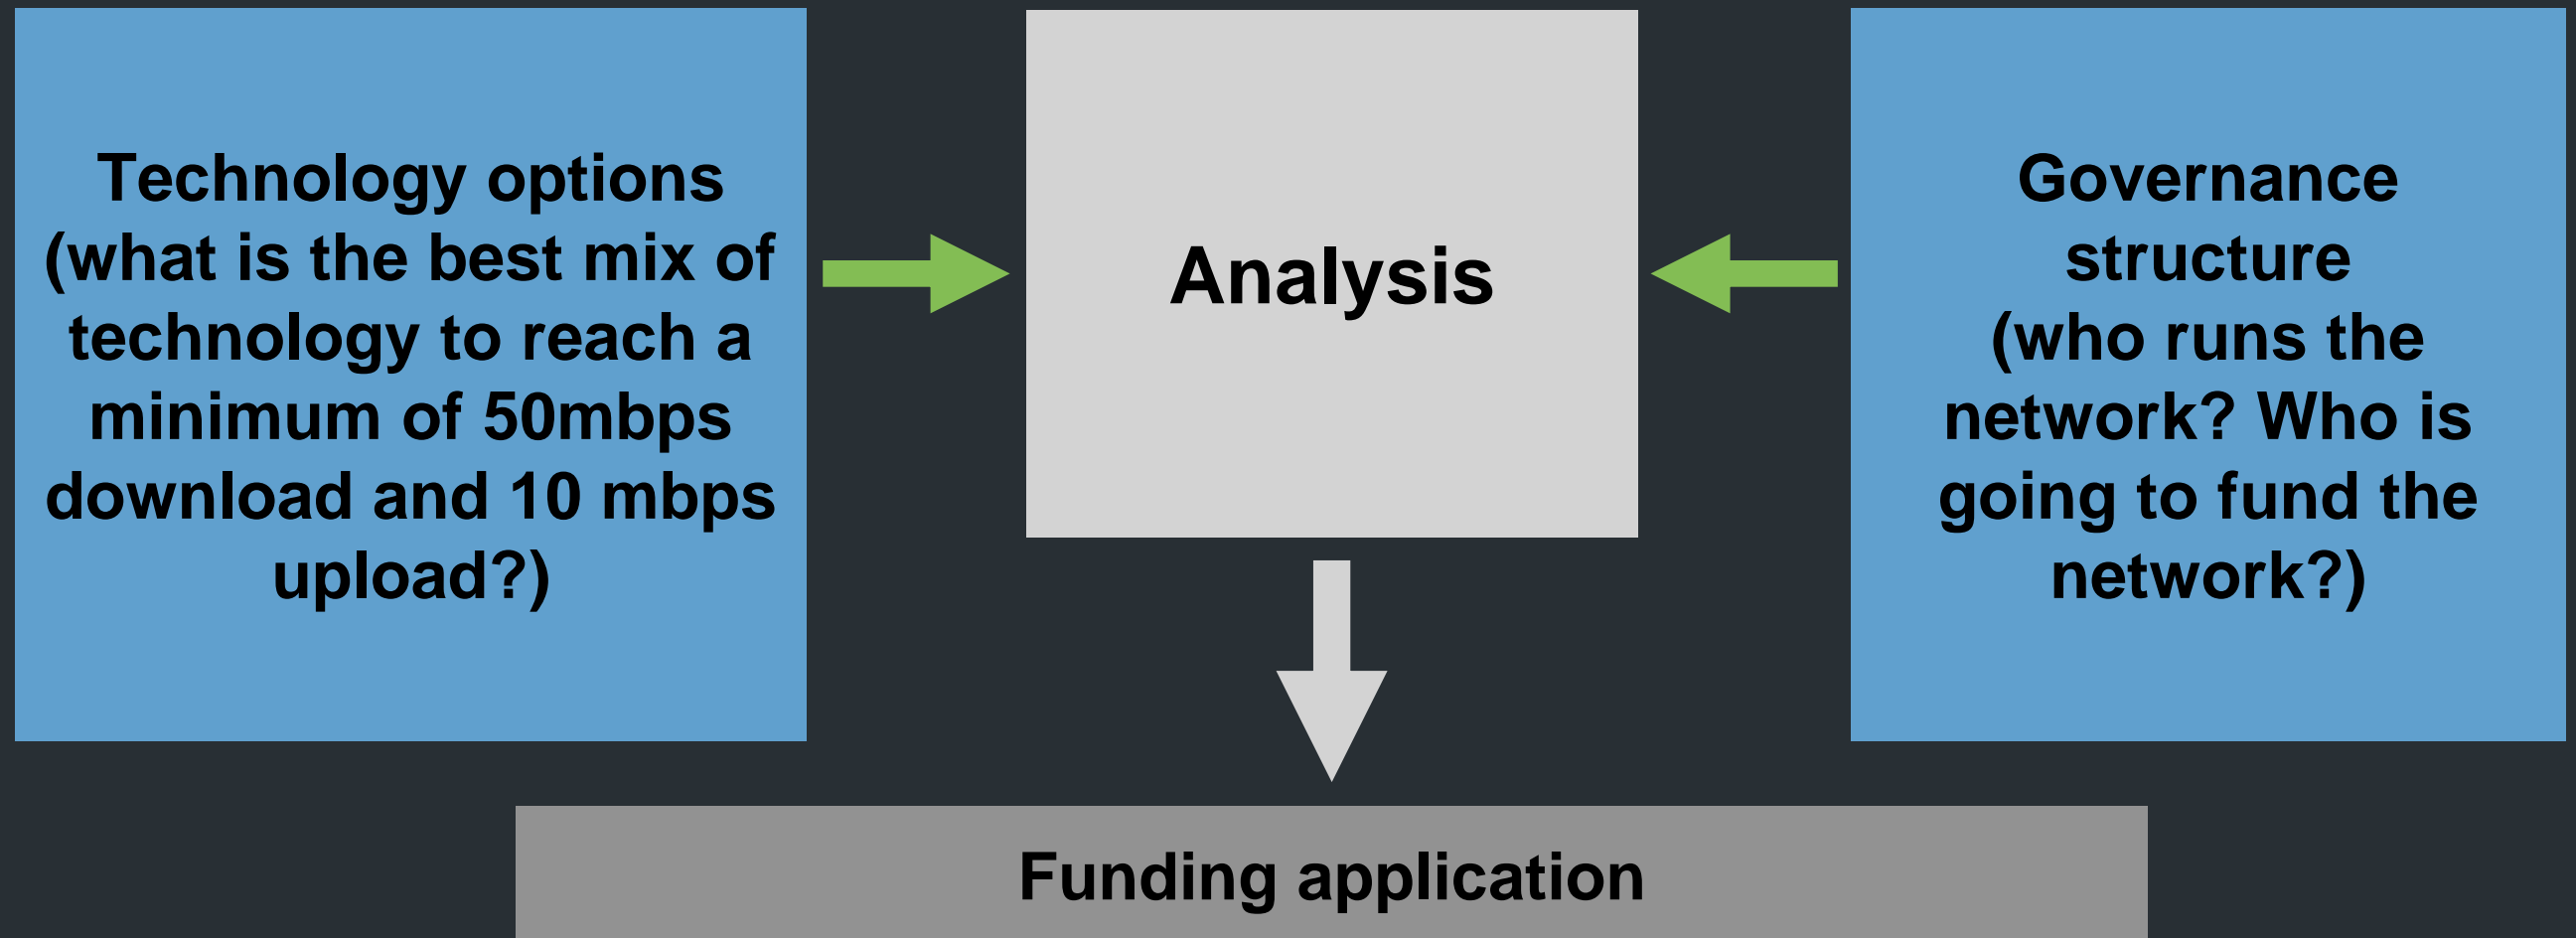 Technology options
(what is the best mix of
technology to reach a
minimum of 50mbps
download and 10 mbps
upload?)
Analysis
Governance
structure
(who runs the
network? Who is
going to fund the
network?)
Funding application